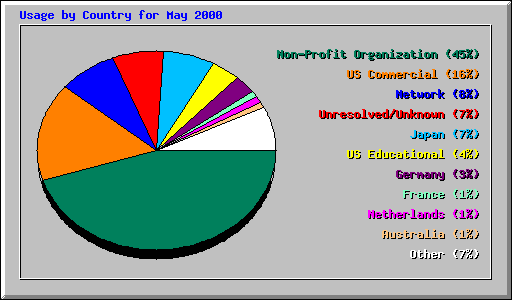 Usage by Country for May 2000
Non-Profit Organization (45%)
US Commercial (16%)
Network (8%)
Unresolved/Unknown (7%)
Japan (7%)
US Educational (4%)
Germany (3%)
France (1%)
Netherlands (1%)
Australia (1%)
Other (7%)